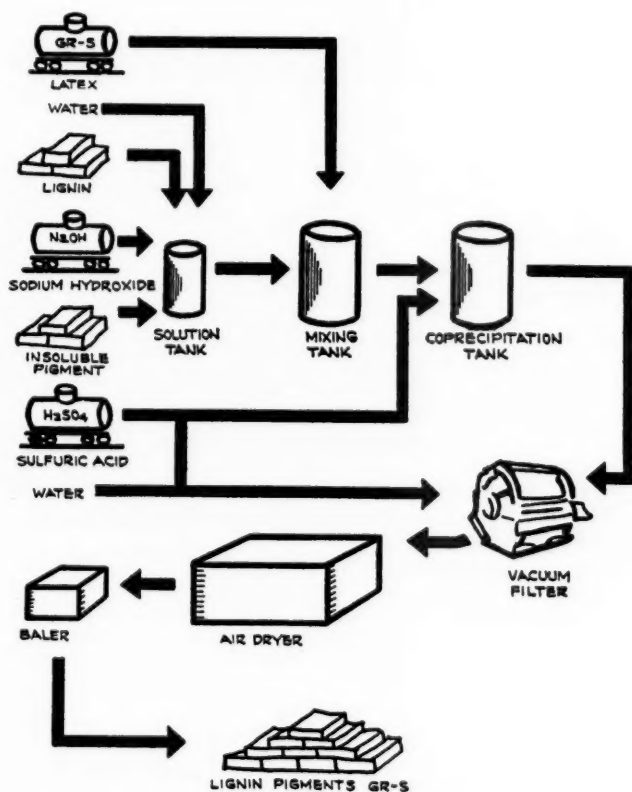 GR-S
LATEX
WATER
LIGNIN
NaOH
SODIUM HYDROXIDE
INSOLUBLE
PIGMENT
SOLUTION
TANK
MIXING
TANK
COPRECIPITATION
TANK
H2SO4
SULFURIC ACID
WATER
VACUUM
FILTER
AIR DRYER
BALER
LIGNIN PIGMENTS GR-S